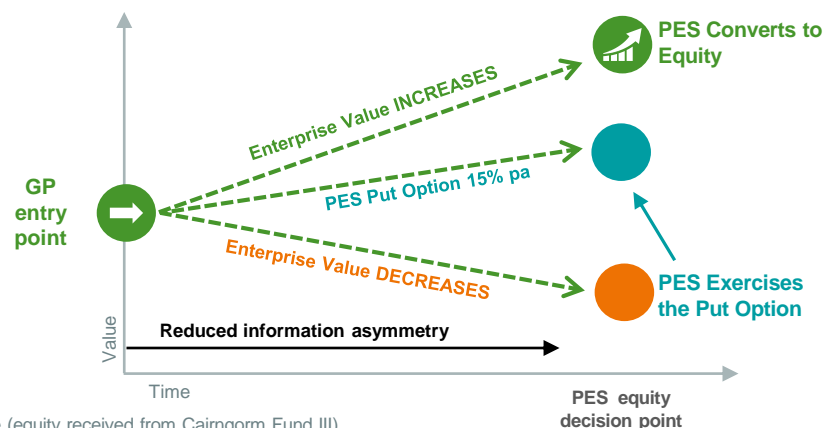 PES Converts to
Equity
Enterprise Value INCREASES
GP
entry
point
PES Put Option 15% pa
Enterprise Value DECREASES
PES Exercises
the Put Option
Reduced information asymmetry
Value
Time
PES equity
decision point
(equity received from Cairngorm Fund III)